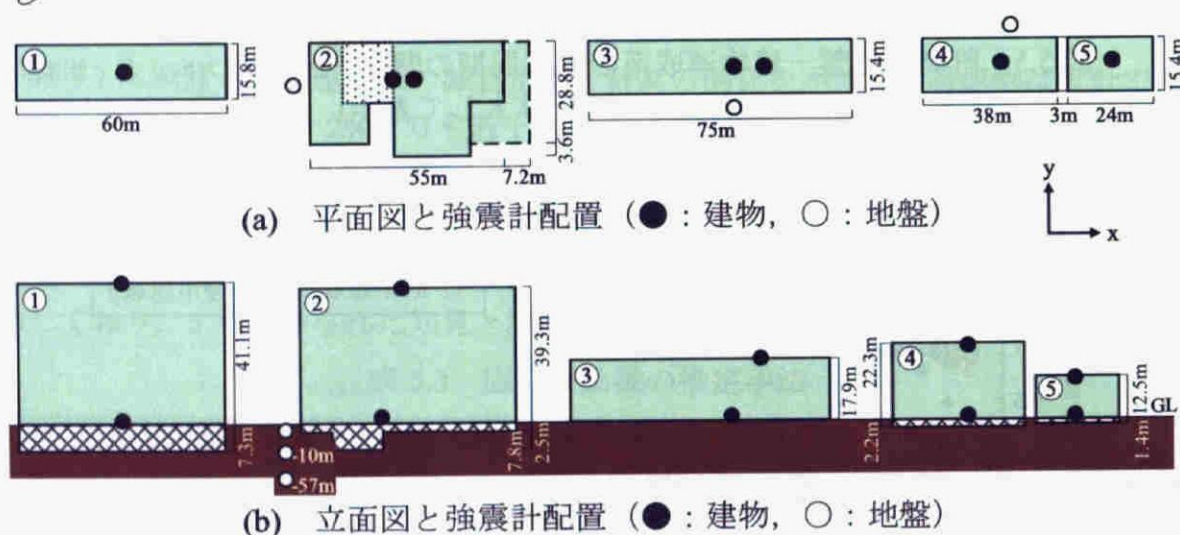 ① ② ③ ④ ⑤
15.8m 28.8m 3.6m 15.4m 15.4m
60m 55m 7.2m 75m 38m 3m 24m
y
x
(a) 平面図と強震計配置（●：建物，○：地盤）
① ② ③ ④ ⑤
41.1m 39.3m 17.9m 22.3m 12.5m GL
7.3m -10m 7.8m 2.5m 2.2m 1.4m
-57m
(b) 立面図と強震計配置（●：建物，○：地盤）